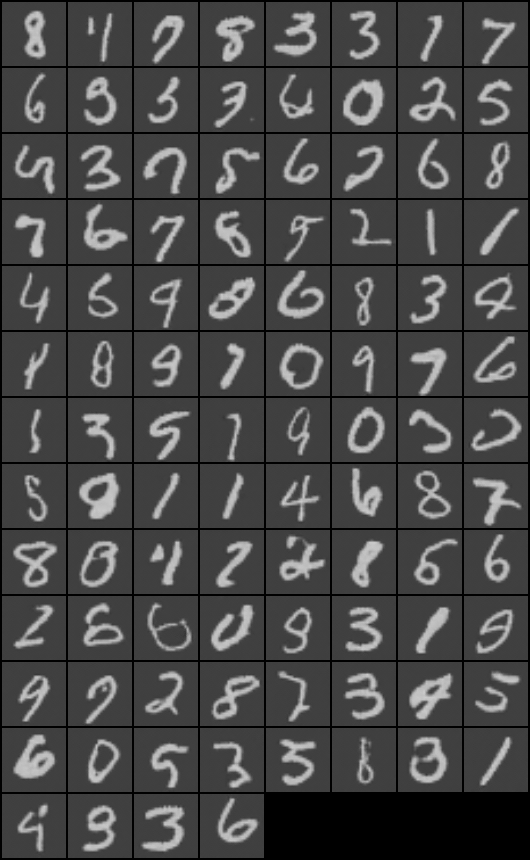 8 4 7 8 3 3 1 7
6 9 3 3 6 0 2 5
4 3 7 5 6 2 6 8
7 6 7 8 9 2 1 1
4 6 9 8 6 8 3 4
4 8 9 7 0 9 7 6
3 5 7 9 0 3
5 9 1 1 4 6 8 7
8 0 4 2 2 8 6 6
2 8 6 0 9 3 1 9
9 9 2 8 7 3 4 5
6 0 5 3 5 8 3 1
4 9 3 6